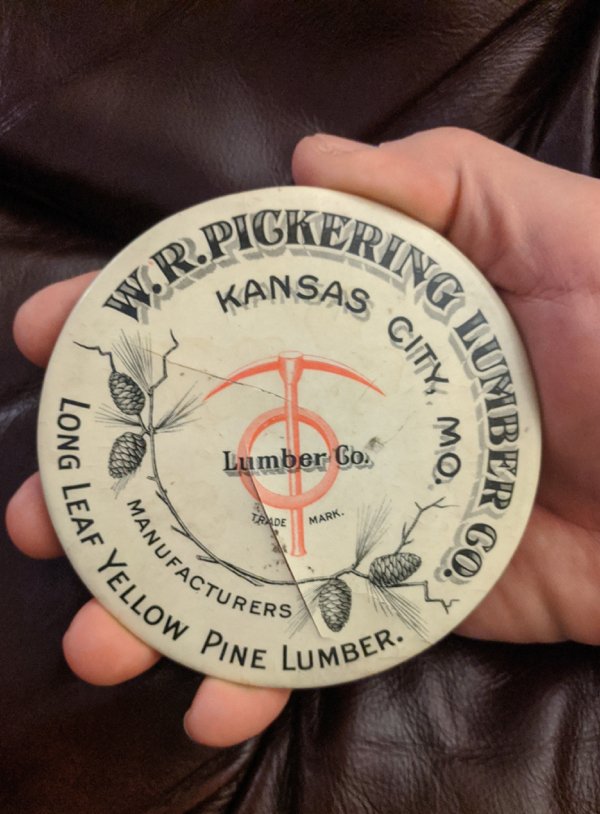 W.R. PICKERING LUMBER CO.
KANSAS CITY, MO.
Lumber Co.
TRADE MARK.
MANUFACTURERS
LONG LEAF YELLOW PINE LUMBER.